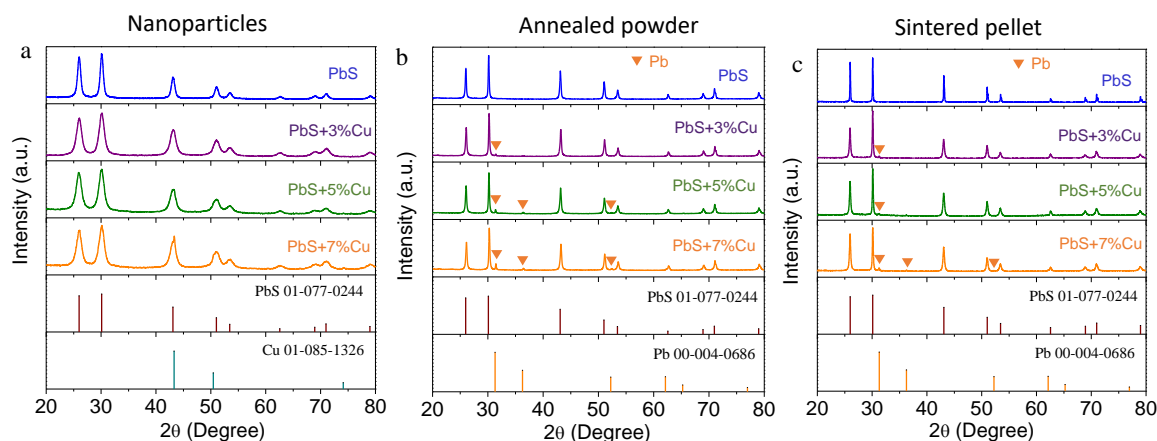 Nanoparticles
a
PbS
PbS+3%Cu
PbS+5%Cu
PbS+7%Cu
PbS 01-077-0244
Cu 01-085-1326
Intensity (a.u.)
20 30 40 50 60 70 80
2θ (Degree)
Annealed powder
b
Pb
PbS
PbS+3%Cu
PbS+5%Cu
PbS+7%Cu
PbS 01-077-0244
Pb 00-004-0686
Intensity (a.u.)
20 30 40 50 60 70 80
2θ (Degree)
Sintered pellet
c
Pb
PbS
PbS+3%Cu
PbS+5%Cu
PbS+7%Cu
PbS 01-077-0244
Pb 00-004-0686
Intensity (a.u.)
20 30 40 50 60 70 80
2θ (Degree)